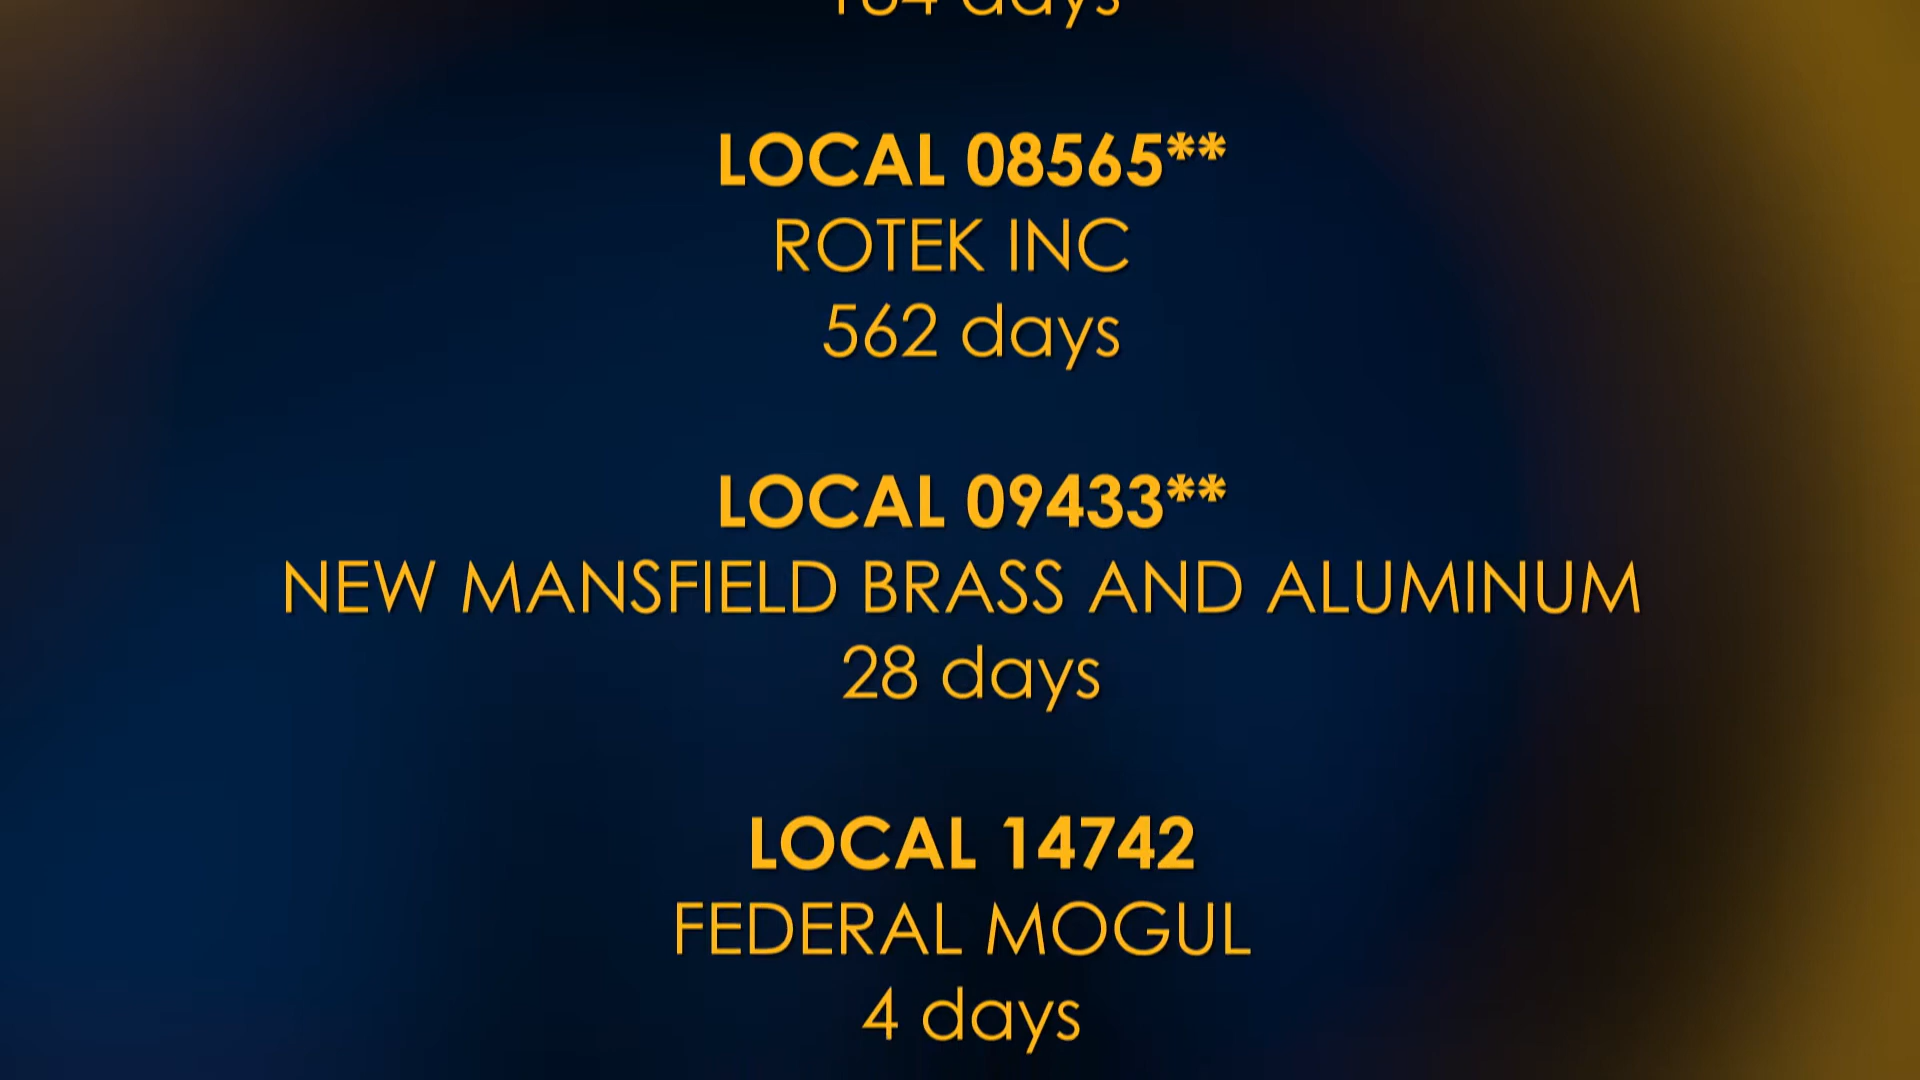 days
LOCAL 08565**
ROTEK INC
562 days
LOCAL 09433**
NEW MANSFIELD BRASS AND ALUMINUM
28 days
LOCAL 14742
FEDERAL MOGUL
4 days